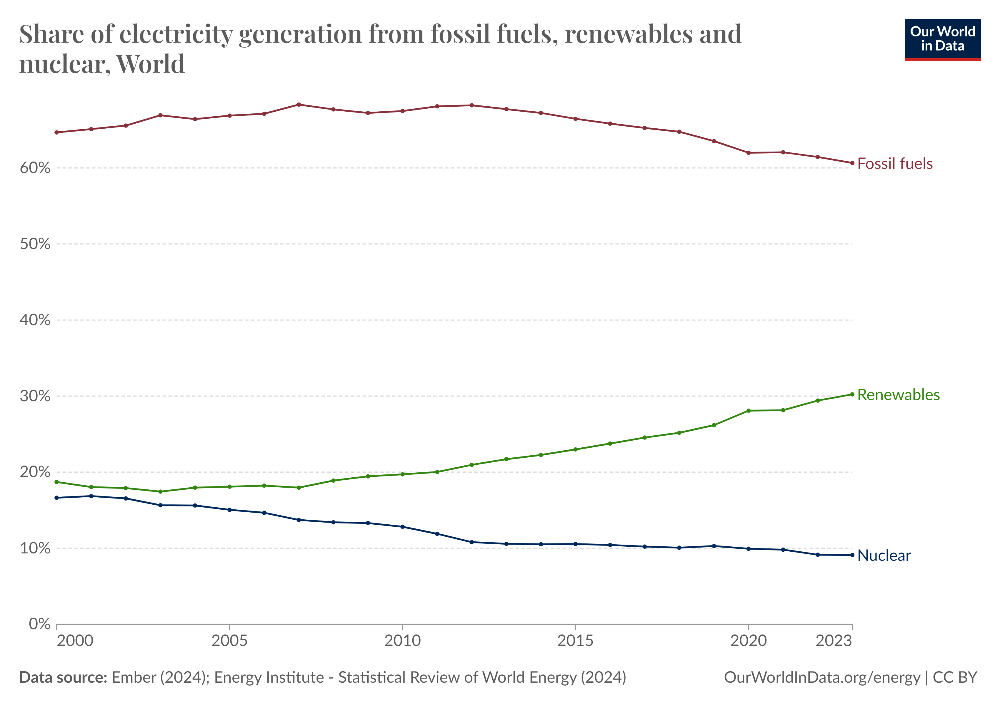 Share of electricity generation from fossil fuels, renewables and
nuclear, World
Our World
in Data
60%
50%
40%
30%
20%
10%
0%
Fossil fuels
Renewables
Nuclear
2000 2005 2010 2015 2020 2023
Data source: Ember (2024); Energy Institute - Statistical Review of World Energy (2024)
OurWorldInData.org/energy | CC BY